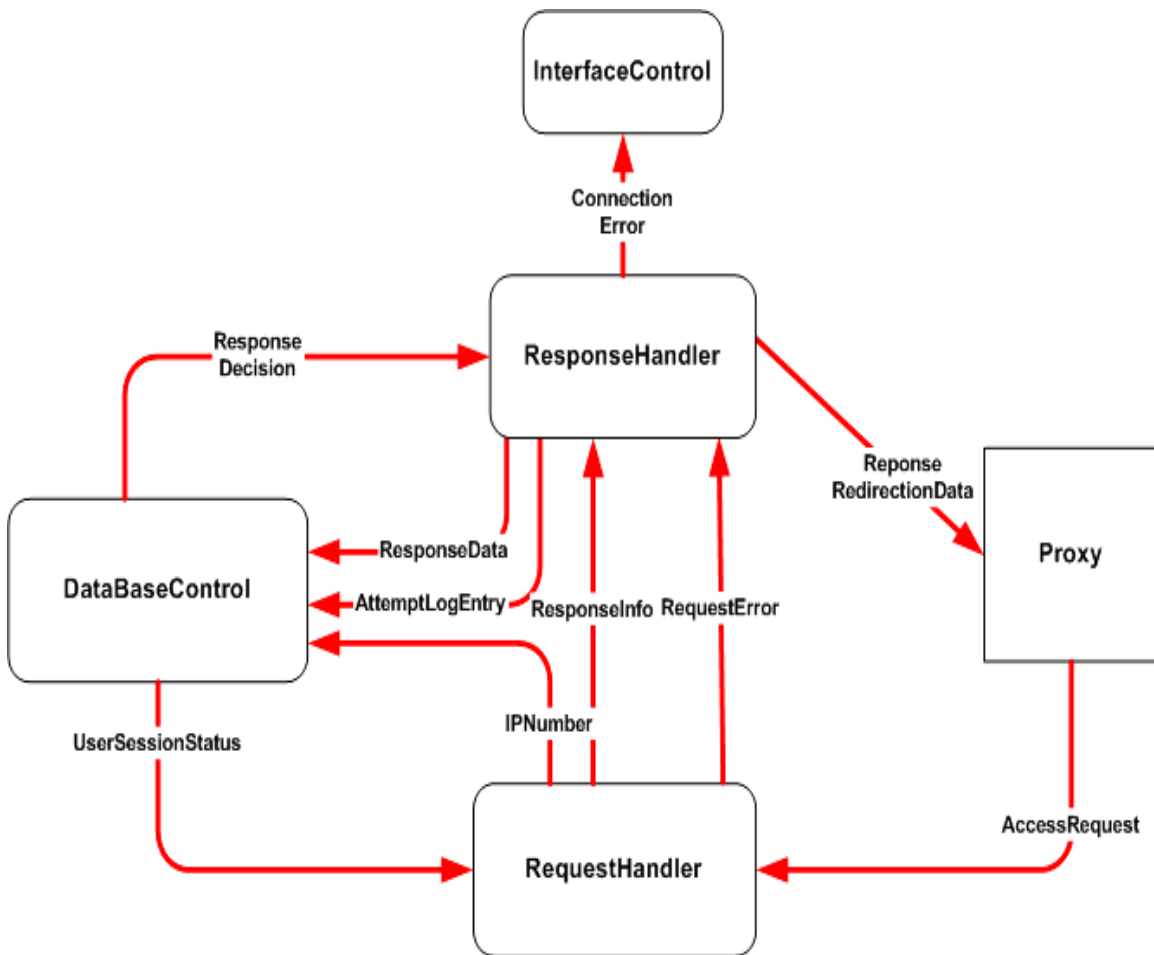 InterfaceControl
Connection
Error
Response
Decision
ResponseHandler
Reponse
RedirectionData
Proxy
ResponseData
DataBaseControl
AttemptLogEntry
ResponseInfo
RequestError
IPNumber
UserSessionStatus
AccessRequest
RequestHandler